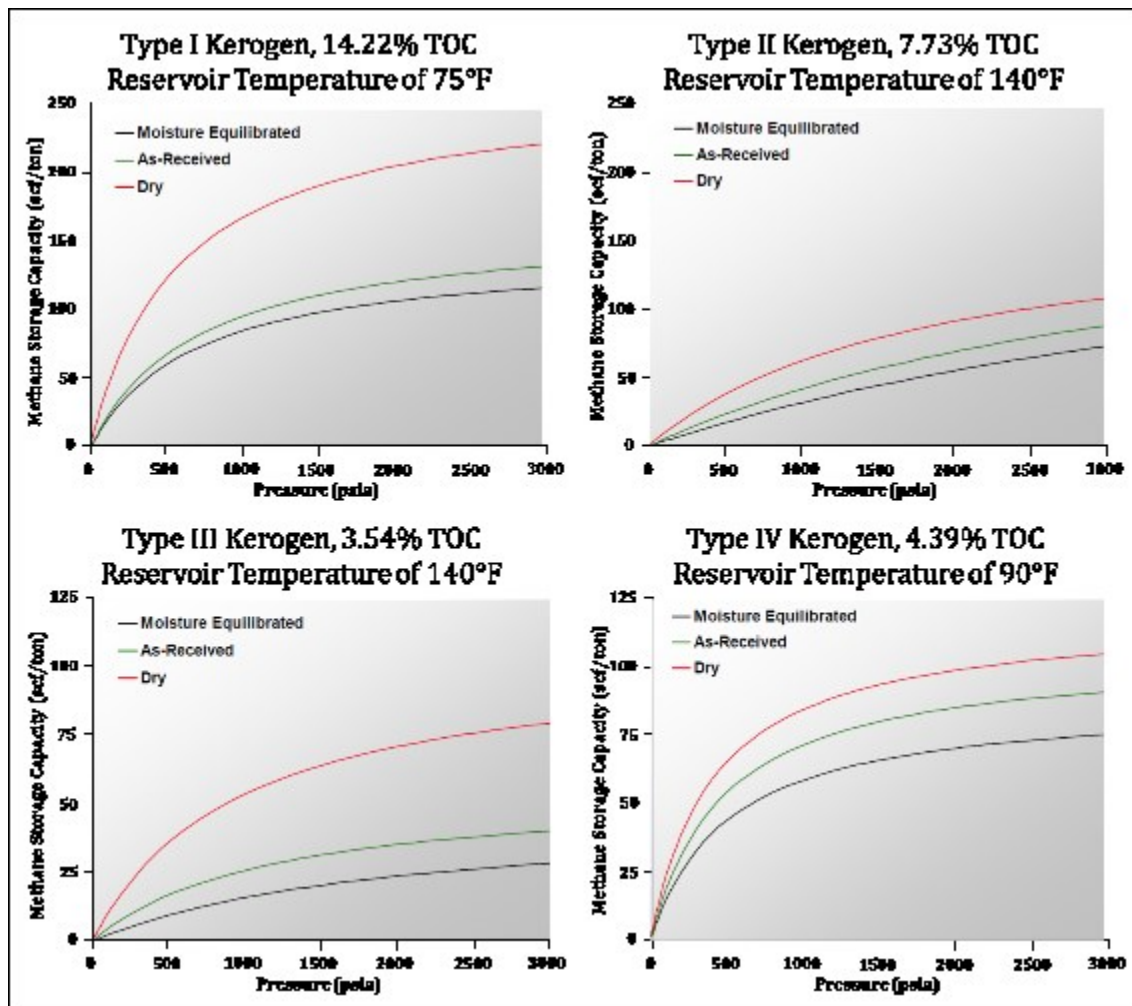 Type I Kerogen, 14.22% TOC
Reservoir Temperature of 75°F
250
200
150
100
50
0
Methane Storage Capacity (scf/ton)
Moisture Equilibrated
As-Received
Dry
0 500 1000 1500 2000 2500 3000
Pressure (psia)
Type II Kerogen, 7.73% TOC
Reservoir Temperature of 140°F
250
200
150
100
50
0
Methane Storage Capacity (scf/ton)
Moisture Equilibrated
As-Received
Dry
0 500 1000 1500 2000 2500 3000
Pressure (psia)
Type III Kerogen, 3.54% TOC
Reservoir Temperature of 140°F
125
100
75
50
25
0
Methane Storage Capacity (scf/ton)
Moisture Equilibrated
As-Received
Dry
0 500 1000 1500 2000 2500 3000
Pressure (psia)
Type IV Kerogen, 4.39% TOC
Reservoir Temperature of 90°F
125
100
75
50
25
0
Methane Storage Capacity (scf/ton)
Moisture Equilibrated
As-Received
Dry
0 500 1000 1500 2000 2500 3000
Pressure (psia)